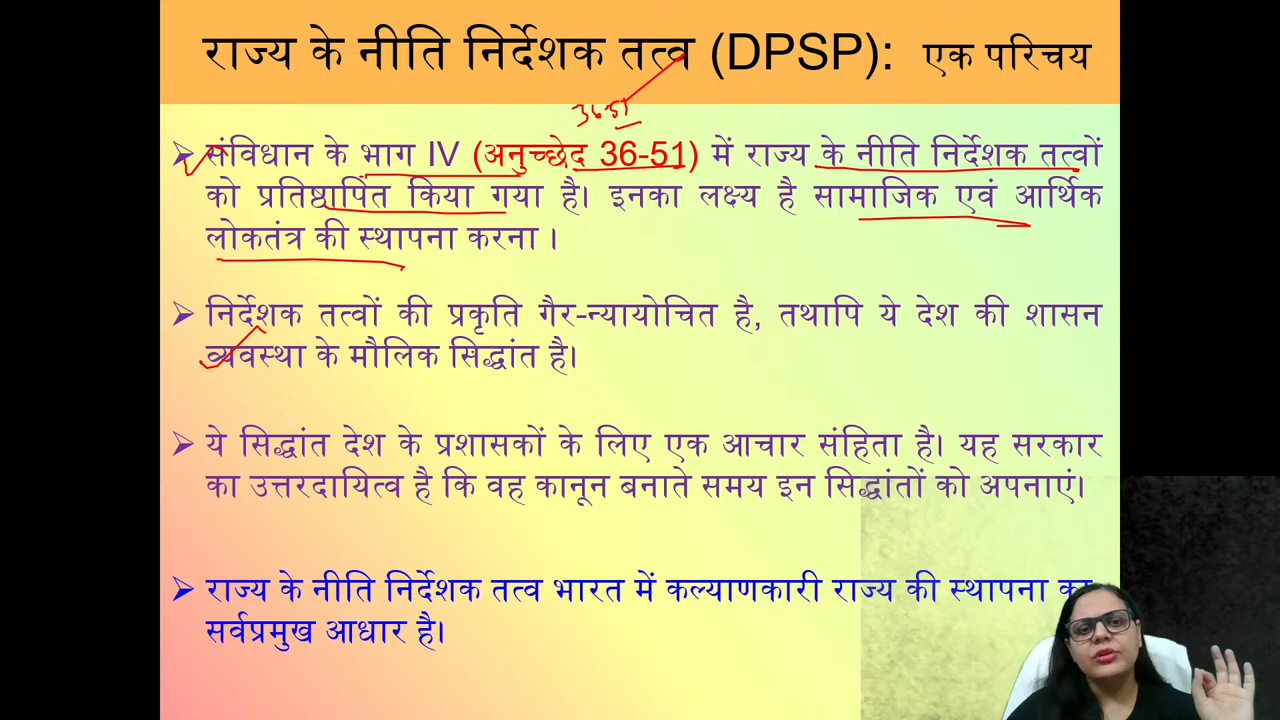 राज्य के नीति निर्देशक तत्व (DPSP): एक परिचय
36-51
➢ संविधान के भाग IV (अनुच्छेद 36-51) में राज्य के नीति निर्देशक तत्वों
को प्रतिष्ठापित किया गया है। इनका लक्ष्य है सामाजिक एवं आर्थिक
लोकतंत्र की स्थापना करना ।
➢ निर्देशक तत्वों की प्रकृति गैर-न्यायोचित है, तथापि ये देश की शासन
व्यवस्था के मौलिक सिद्धांत है।
➢ ये सिद्धांत देश के प्रशासकों के लिए एक आचार संहिता है। यह सरकार
का उत्तरदायित्व है कि वह कानून बनाते समय इन सिद्धांतों को अपनाएं।
➢ राज्य के नीति निर्देशक तत्व भारत में कल्याणकारी राज्य की स्थापना का
सर्वप्रमुख आधार है।